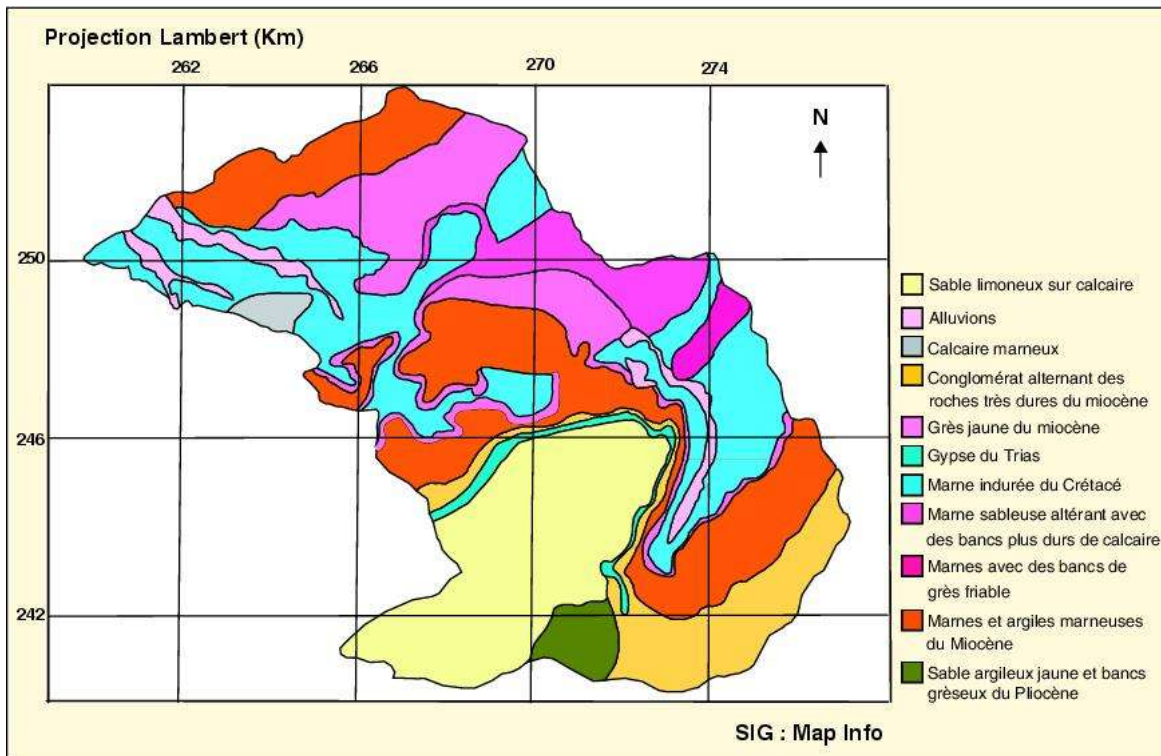 Projection Lambert (Km)
262
266
270
274
N
250
246
242
Sable limoneux sur calcaire
Alluvions
Calcaire marneux
Conglomérat alternant des
roches très dures du miocène
Grès jaune du miocène
Gypse du Trias
Marne indurée du Crétacé
Marne sableuse altérant avec
des bancs plus durs de calcaire
Marnes avec des bancs de
grès friable
Marnes et argiles marneuses
du Miocène
Sable argileux jaune et bancs
grèseux du Pliocène
SIG : Map Info